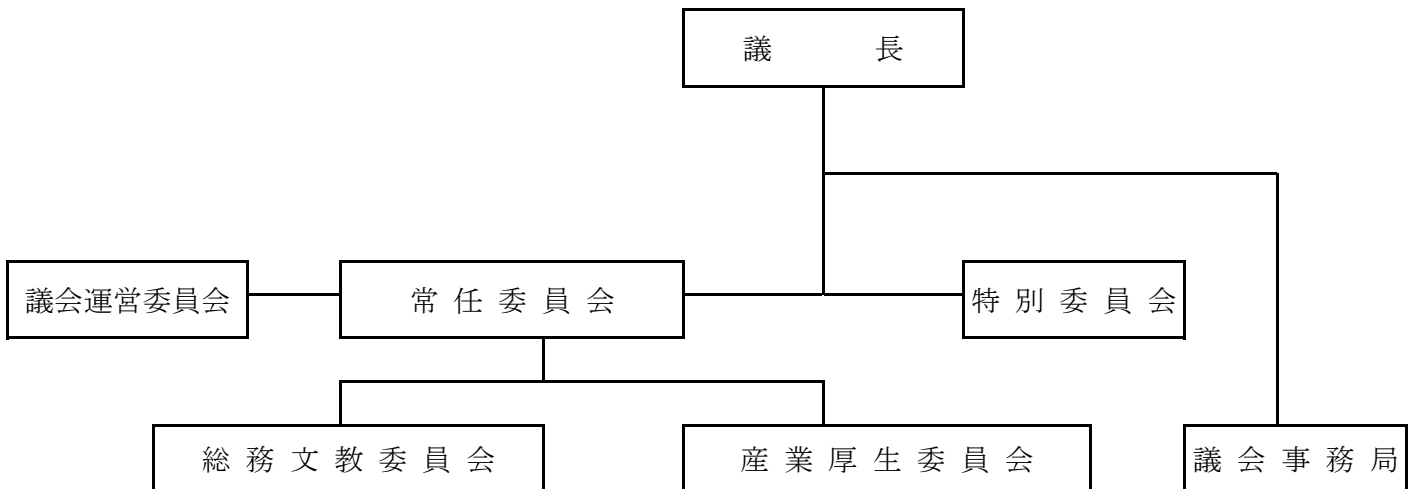 議　　長
議会運営委員会
常任委員会
特別委員会
総務文教委員会
産業厚生委員会
議会事務局